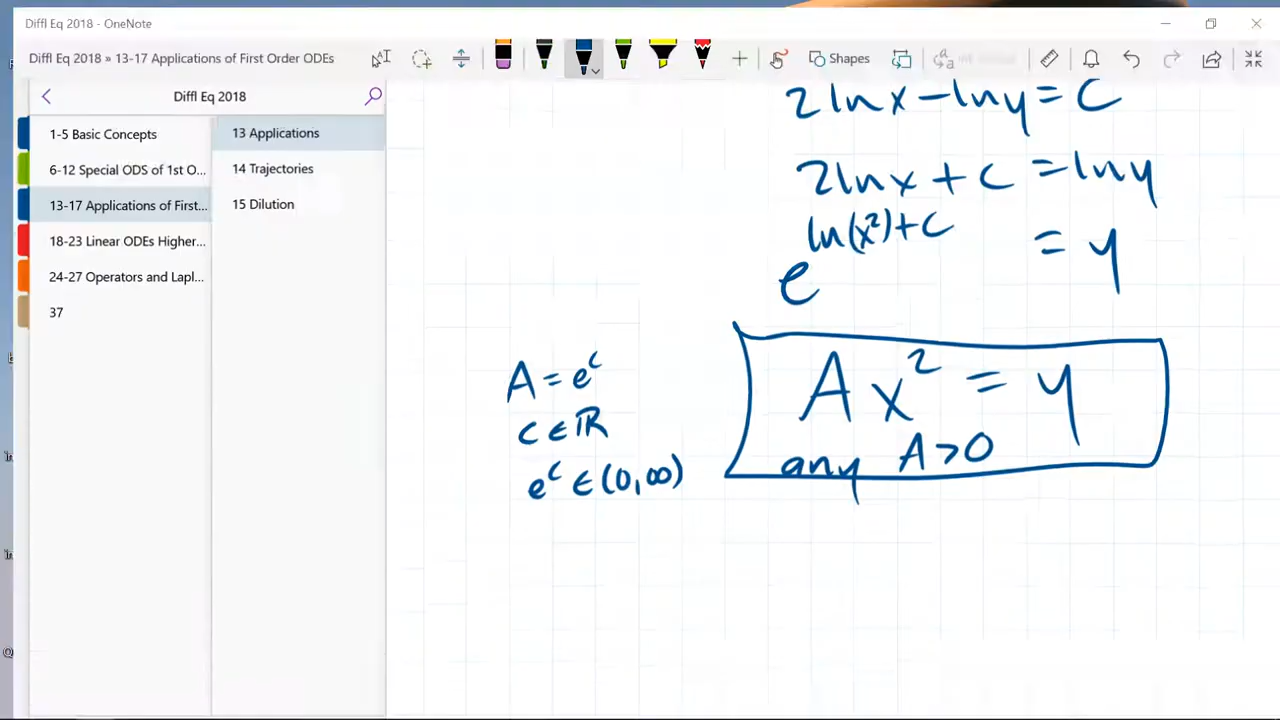 Diffl Eq 2018 - OneNote
Diffl Eq 2018 » 13-17 Applications of First Order ODEs
Shapes
Diffl Eq 2018
1-5 Basic Concepts
6-12 Special ODS of 1st O...
13-17 Applications of First...
18-23 Linear ODEs Higher...
24-27 Operators and Lapl...
37
13 Applications
14 Trajectories
15 Dilution
2lnx − lny = C
2lnx + C = lny
e^(ln(x²)+C) = y
Ax² = y
any A>0
A = e^C
C ∈ ℝ
e^C ∈ (0,∞)